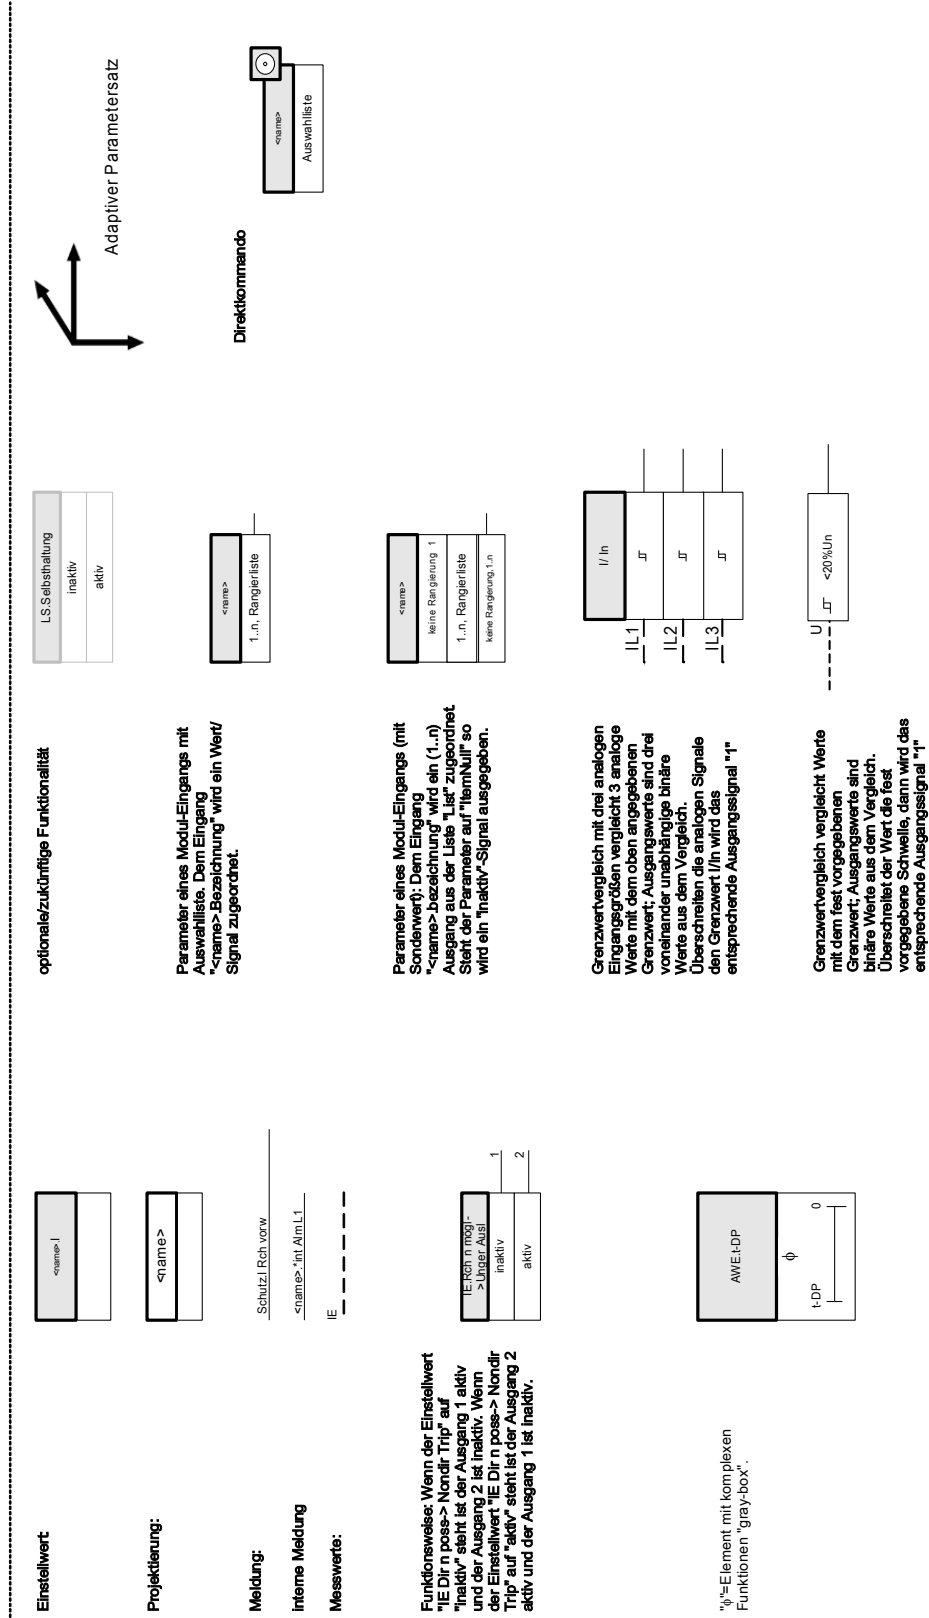 Einstellwert
<name>.I
Projektierung:
<name>
Meldung:
Schutz.I Rch vorw
interne Meldung
<name>.*int Alm L1
Messwerte:
IE
Funktionsweise: Wenn der Einstellwert
"IE Dir n poss-> Nondir Trip" auf
"inaktiv" steht ist der Ausgang 1 aktiv
und der Ausgang 2 ist inaktiv. Wenn
der Einstellwert "IE Dir n poss-> Nondir
Trip" auf "aktiv" steht ist der Ausgang 2
aktiv und der Ausgang 1 ist inaktiv.
IE.Rch n mögl-
>Unger Ausl
inaktiv
1
aktiv
2
"φ"=Element mit komplexen
Funktionen "gray-box".
AWE.t-DP
φ
t-DP
0
optionale/zukünftige Funktionalität
LS.Selbsthaltung
inaktiv
aktiv
Parameter eines Modul-Eingangs mit
Auswahlliste. Dem Eingang
"<name>.Bezeichnung" wird ein Wert/
Signal zugeordnet.
<name>
1..n, Rangierliste
Parameter eines Modul-Eingangs (mit
Sonderwert): Dem Eingang
"<name>.bezeichnung" wird ein (1..n)
Ausgang aus der Liste "List" zugeordnet.
Steht der Parameter auf "ItemNull" so
wird ein "inaktiv"-Signal ausgegeben.
<name>
keine Rangierung 1
1..n, Rangierliste
keine Rangierung,1..n
Grenzwertvergleich mit drei analogen
Eingangsgrößen vergleicht 3 analoge
Werte mit dem oben angegebenen
Grenzwert; Ausgangswerte sind drei
voneinander unabhängige binäre
Werte aus dem Vergleich.
Überschreiten die analogen Signale
den Grenzwert I/In wird das
entsprechende Ausgangssignal "1"
I/ In
IL1
IL2
IL3
Grenzwertvergleich vergleicht Werte
mit dem fest vorgegebenen
Grenzwert; Ausgangswerte sind
binäre Werte aus dem Vergleich.
Überschreitet der Wert die fest
vorgegebene Schwelle, dann wird das
entsprechende Ausgangssignal "1"
U
<20%Un
Adaptiver Parametersatz
Direktkommando
<name>
Auswahlliste